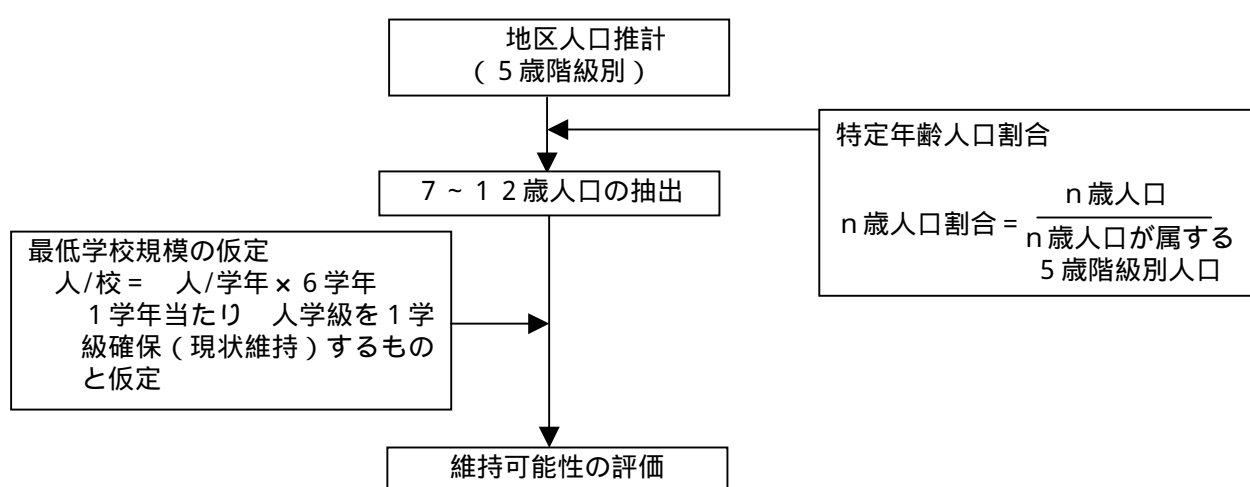 地区人口推計
（５歳階級別）
特定年齢人口割合
７～１２歳人口の抽出
ｎ歳人口割合＝
ｎ歳人口
ｎ歳人口が属する
５歳階級別人口
最低学校規模の仮定
人/校＝　人/学年×６学年
１学年当たり　人学級を１学
級確保（現状維持）するもの
と仮定
維持可能性の評価